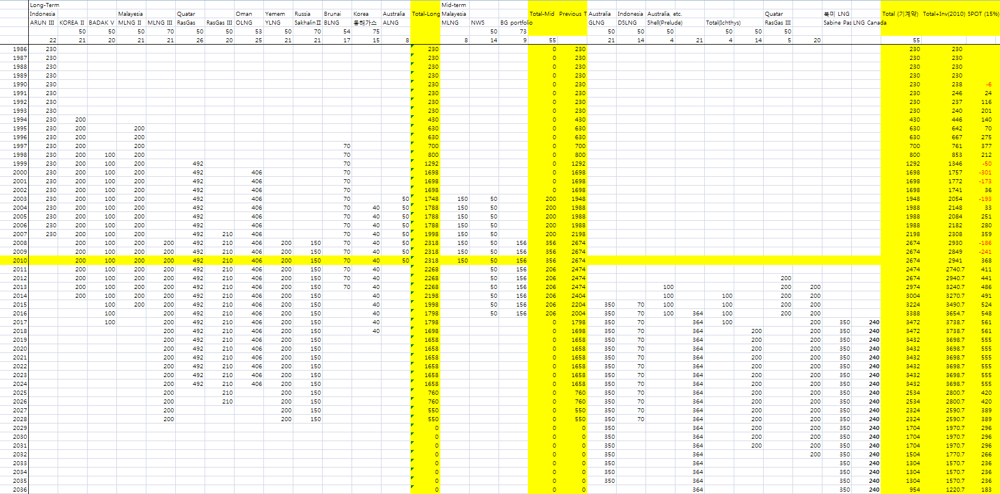 Long-Term Mid-term
Indonesia Malayesia Quatar Oman Yemem Russia Brunai Korea Australia Total-Long Malayesia Total-Mid Previous T Australia Indonesia Australia, etc. Quatar 북미 LNG Total (기계약) Total+Inv(2010) SPOT (15%)
ARUN III KOREA II BADAK V MLNG II MLNG III RasGas RasGas III OLNG YLNG SakhalinⅡ BLNG 동해가스 ALNG MLNG NWS BG portfolio GLNG DSLNG Shell(Prelude) Total(Ichthys) RasGas III Sabine Pas LNG Canada
50 50 50 70 50 50 53 50 70 54 75 50 73 50 50 50 50 50 50
22 21 20 21 21 26 20 25 21 21 17 15 8 8 14 9 55 21 14 4 21 4 14 5 20 55
1986 230 230 0 230 230 230
1987 230 230 0 230 230 230
1988 230 230 0 230 230 230
1989 230 230 0 230 230 230
1990 230 230 0 230 230 238 -6
1991 230 230 0 230 230 246 24
1992 230 230 0 230 230 237 116
1993 230 230 0 230 230 240 201
1994 230 200 430 0 430 430 446 140
1995 230 200 200 630 0 630 630 642 70
1996 230 200 200 630 0 630 630 667 275
1997 230 200 200 70 700 0 700 700 761 377
1998 230 200 100 200 70 800 0 800 800 853 212
1999 230 200 100 200 492 70 1292 0 1292 1292 1346 -50
2000 230 200 100 200 492 406 70 1698 0 1698 1698 1757 -301
2001 230 200 100 200 492 406 70 1698 0 1698 1698 1772 -173
2002 230 200 100 200 492 406 70 1698 0 1698 1698 1741 36
2003 230 200 100 200 492 406 70 50 1748 150 50 200 1948 1948 2054 -193
2004 230 200 100 200 492 406 70 40 50 1788 150 50 200 1988 1988 2148 33
2005 230 200 100 200 492 406 70 40 50 1788 150 50 200 1988 1988 2084 251
2006 230 200 100 200 492 406 70 40 50 1788 150 50 200 1988 1988 2182 280
2007 230 200 100 200 492 210 406 70 40 50 1998 150 50 200 2198 2198 2308 359
2008 200 100 200 200 492 210 406 200 150 70 40 50 2318 150 50 156 356 2674 2674 2930 -186
2009 200 100 200 200 492 210 406 200 150 70 40 50 2318 150 50 156 356 2674 2674 2849 -241
2010 200 100 200 200 492 210 406 200 150 70 40 50 2318 150 50 156 356 2674 2674 2941 368
2011 200 100 200 200 492 210 406 200 150 70 40 2268 50 156 206 2474 2474 2740.7 411
2012 200 100 200 200 492 210 406 200 150 70 40 2268 50 156 206 2474 200 2674 2940.7 441
2013 200 100 200 200 492 210 406 200 150 70 40 2268 50 156 206 2474 100 200 200 2974 3240.7 486
2014 200 100 200 200 492 210 406 200 150 40 2198 50 156 206 2404 100 100 200 200 3004 3270.7 491
2015 100 200 200 492 210 406 200 150 40 1998 50 156 206 2204 350 70 100 100 200 200 3224 3490.7 524
2016 100 200 492 210 406 200 150 40 1798 50 156 206 2004 350 70 100 364 100 200 200 3388 3654.7 548
2017 100 200 492 210 406 200 150 40 1798 0 1798 350 70 364 100 200 350 240 3472 3738.7 561
2018 200 492 210 406 200 150 40 1698 0 1698 350 70 364 200 200 350 240 3472 3738.7 561
2019 200 492 210 406 200 150 1658 0 1658 350 70 364 200 200 350 240 3432 3698.7 555
2020 200 492 210 406 200 150 1658 0 1658 350 70 364 200 200 350 240 3432 3698.7 555
2021 200 492 210 406 200 150 1658 0 1658 350 70 364 200 200 350 240 3432 3698.7 555
2022 200 492 210 406 200 150 1658 0 1658 350 70 364 200 200 350 240 3432 3698.7 555
2023 200 492 210 406 200 150 1658 0 1658 350 70 364 200 200 350 240 3432 3698.7 555
2024 200 492 210 406 200 150 1658 0 1658 350 70 364 200 200 350 240 3432 3698.7 555
2025 200 210 200 150 760 0 760 350 70 364 200 200 350 240 2534 2800.7 420
2026 200 210 200 150 760 0 760 350 70 364 200 200 350 240 2534 2800.7 420
2027 200 200 150 550 0 550 350 70 364 200 200 350 240 2324 2590.7 389
2028 200 200 150 550 0 550 350 70 364 200 200 350 240 2324 2590.7 389
2029 0 0 0 350 364 200 200 350 240 1704 1970.7 296
2030 0 0 0 350 364 200 200 350 240 1704 1970.7 296
2031 0 0 0 350 364 200 200 350 240 1704 1970.7 296
2032 0 0 0 350 364 200 350 240 1504 1770.7 266
2033 0 0 0 350 364 350 240 1304 1570.7 236
2034 0 0 0 350 364 350 240 1304 1570.7 236
2035 0 0 0 350 364 350 240 1304 1570.7 236
2036 0 0 0 364 350 240 954 1220.7 183